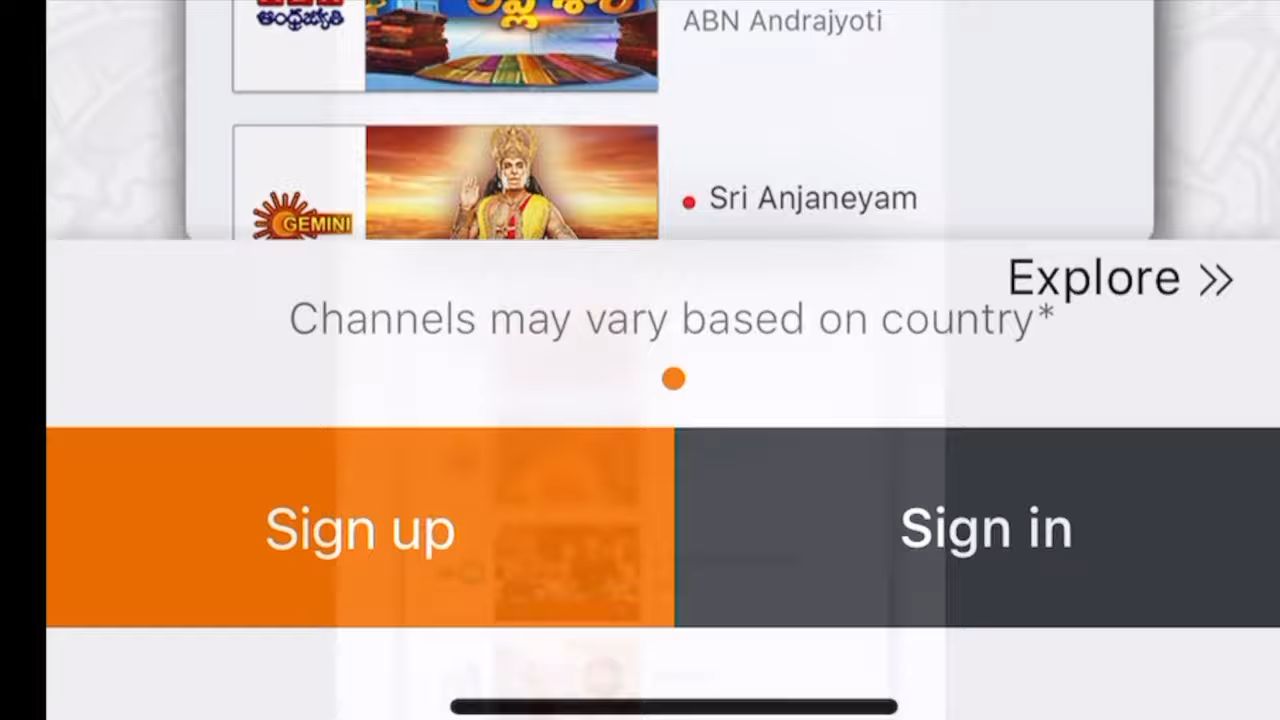 ABN Andrajyoti
ఆంధ్రజ్యోతి
Sri Anjaneyam
GEMINI
Explore >>
Channels may vary based on country*
Sign up
Sign in